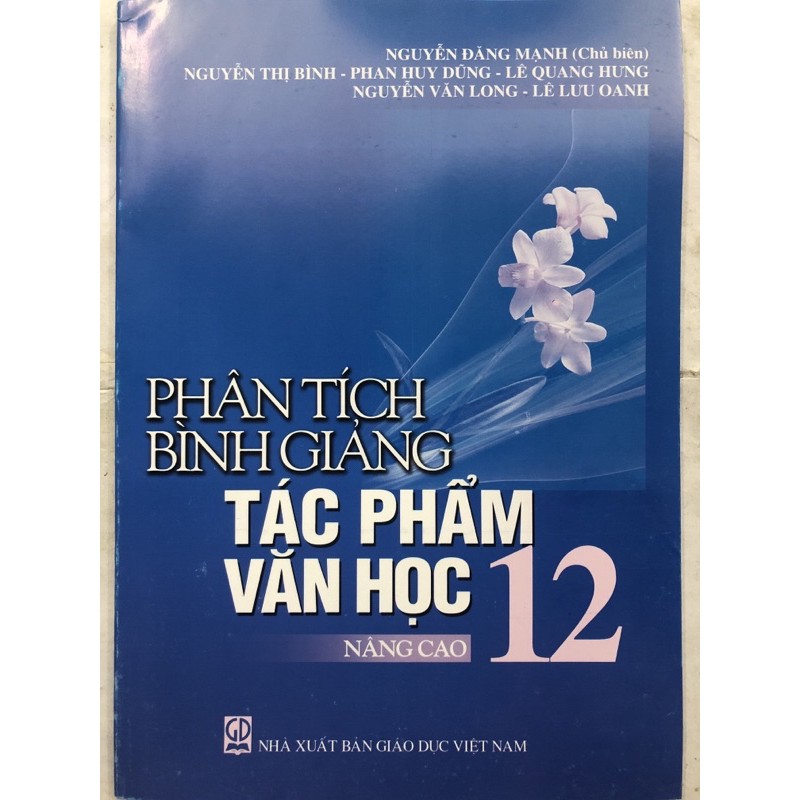 NGUYỄN ĐĂNG MẠNH (Chủ biên)
NGUYỄN THỊ BÌNH - PHAN HUY DŨNG - LÊ QUANG HƯNG
NGUYỄN VĂN LONG - LÊ LƯU OANH
PHÂN TÍCH
BÌNH GIẢNG
TÁC PHẨM
VĂN HỌC 12
NÂNG CAO
GD
NHÀ XUẤT BẢN GIÁO DỤC VIỆT NAM